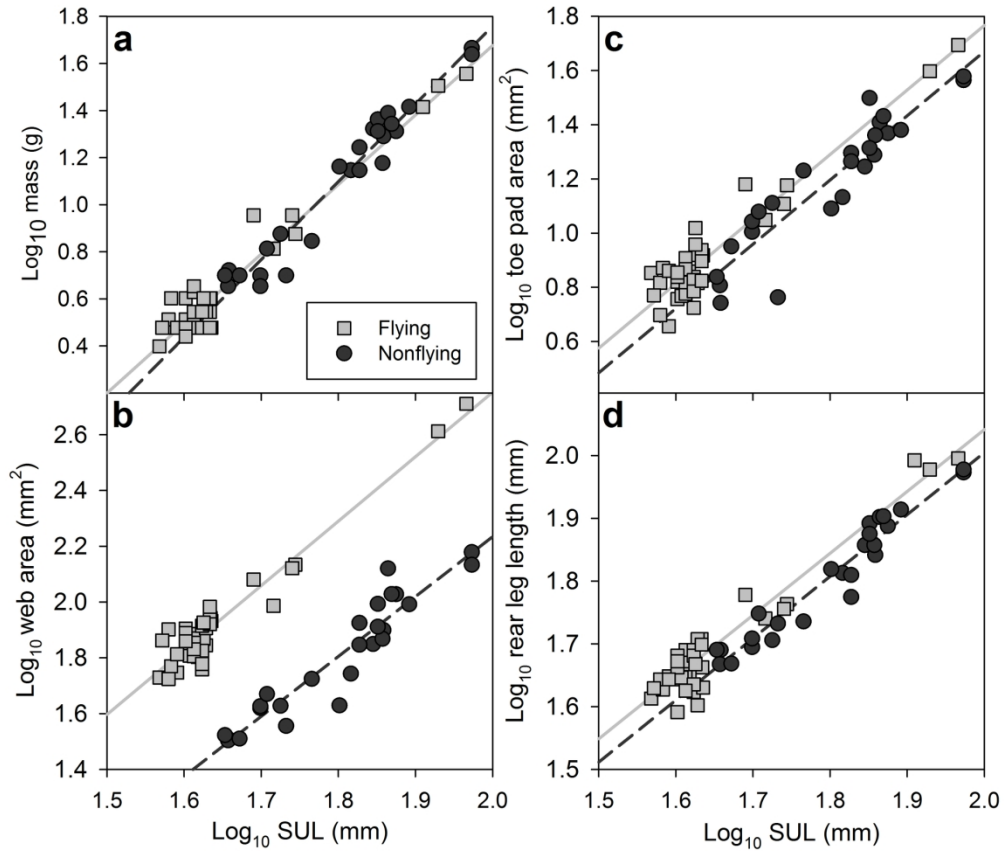 a
Log10 mass (g)
1.8
1.6
1.4
1.2
1.0
0.8
0.6
0.4
Flying
Nonflying
c
Log10 toe pad area (mm2)
1.8
1.6
1.4
1.2
1.0
0.8
0.6
b
Log10 web area (mm2)
2.6
2.4
2.2
2.0
1.8
1.6
1.4
1.5 1.6 1.7 1.8 1.9 2.0
Log10 SUL (mm)
d
Log10 rear leg length (mm)
2.0
1.9
1.8
1.7
1.6
1.5
1.5 1.6 1.7 1.8 1.9 2.0
Log10 SUL (mm)